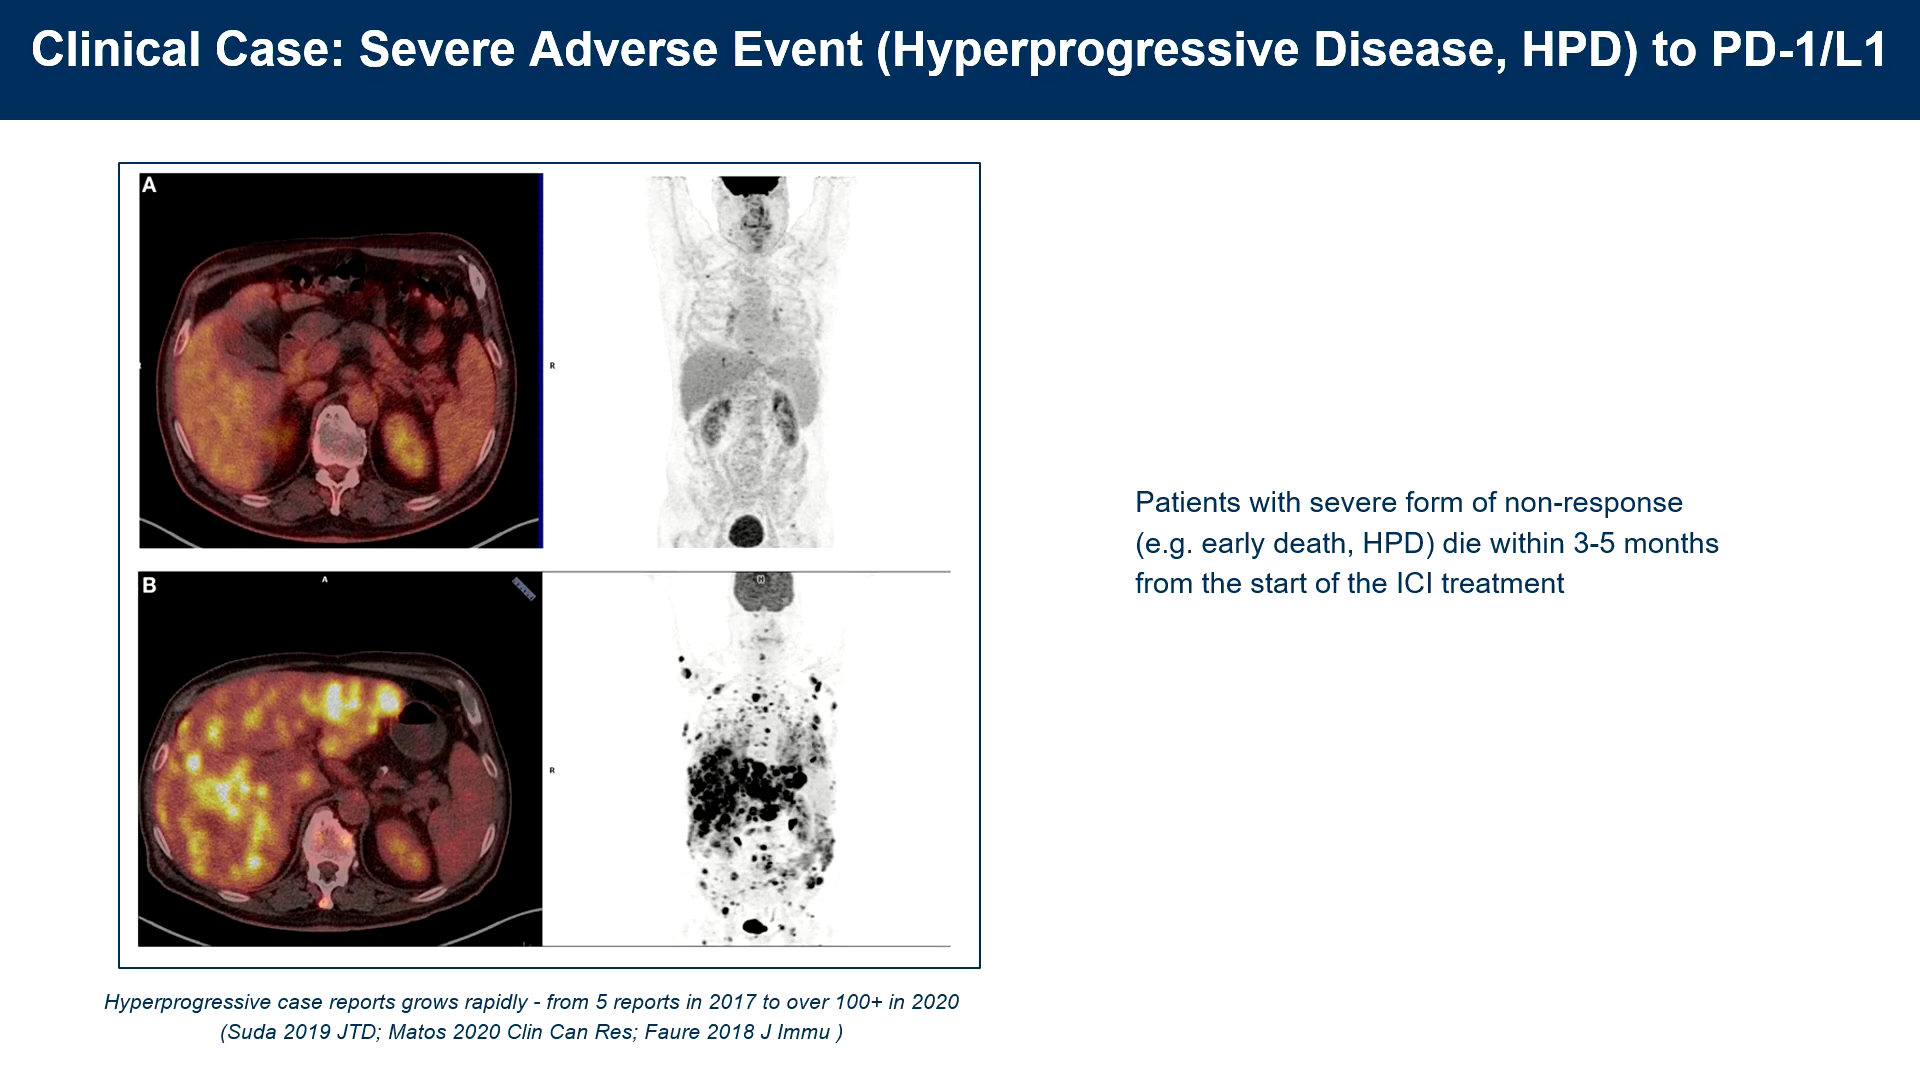 Clinical Case: Severe Adverse Event (Hyperprogressive Disease, HPD) to PD-1/L1
A
R
B
A
H
R
Patients with severe form of non-response
(e.g. early death, HPD) die within 3-5 months
from the start of the ICI treatment
Hyperprogressive case reports grows rapidly - from 5 reports in 2017 to over 100+ in 2020
(Suda 2019 JTD; Matos 2020 Clin Can Res; Faure 2018 J Immu )